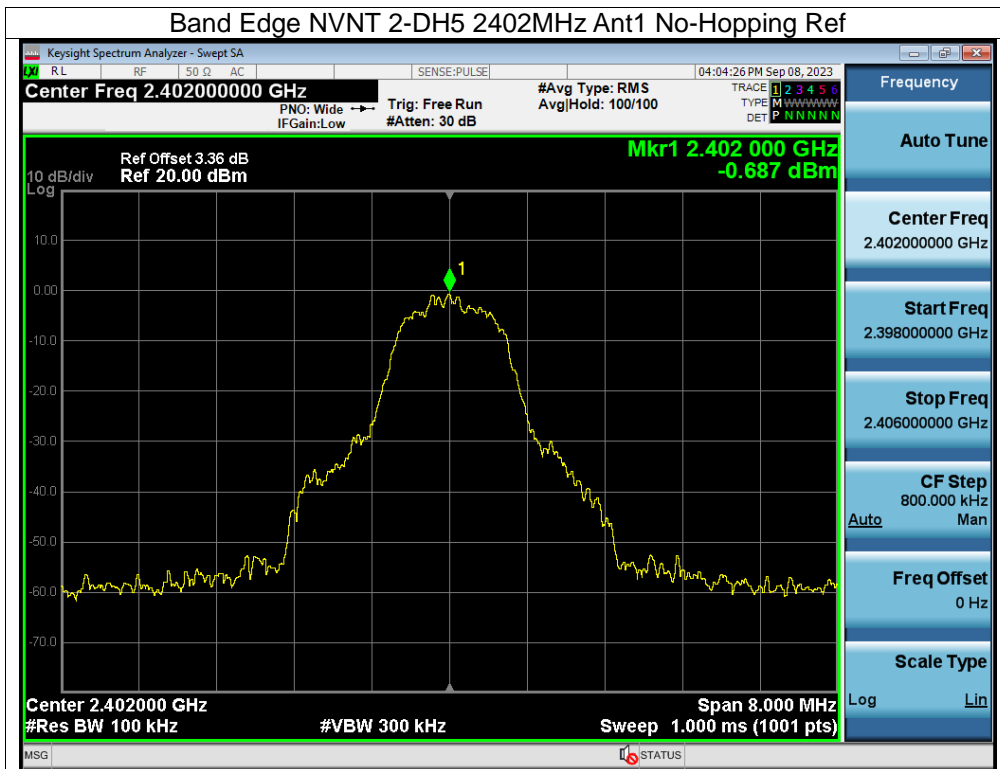 Band Edge NVNT 2-DH5 2402MHz Ant1 No-Hopping Ref
Keysight Spectrum Analyzer - Swept SA
LXI RL RF 50 Ω AC SENSE:PULSE 04:04:26 PM Sep 08, 2023
Center Freq 2.402000000 GHz
PNO: Wide
IFGain:Low
Trig: Free Run
#Atten: 30 dB
#Avg Type: RMS
Avg|Hold: 100/100
TRACE 1 2 3 4 5 6
TYPE M WWWWW
DET P N N N N N
Mkr1 2.402 000 GHz
-0.687 dBm
Ref Offset 3.36 dB
10 dB/div Ref 20.00 dBm
Log
10.0
0.00
-10.0
-20.0
-30.0
-40.0
-50.0
-60.0
-70.0
1
Center 2.402000 GHz Span 8.000 MHz
#Res BW 100 kHz #VBW 300 kHz Sweep 1.000 ms (1001 pts)
MSG STATUS
Frequency
Auto Tune
Center Freq
2.402000000 GHz
Start Freq
2.398000000 GHz
Stop Freq
2.406000000 GHz
CF Step
800.000 kHz
Auto Man
Freq Offset
0 Hz
Scale Type
Log Lin